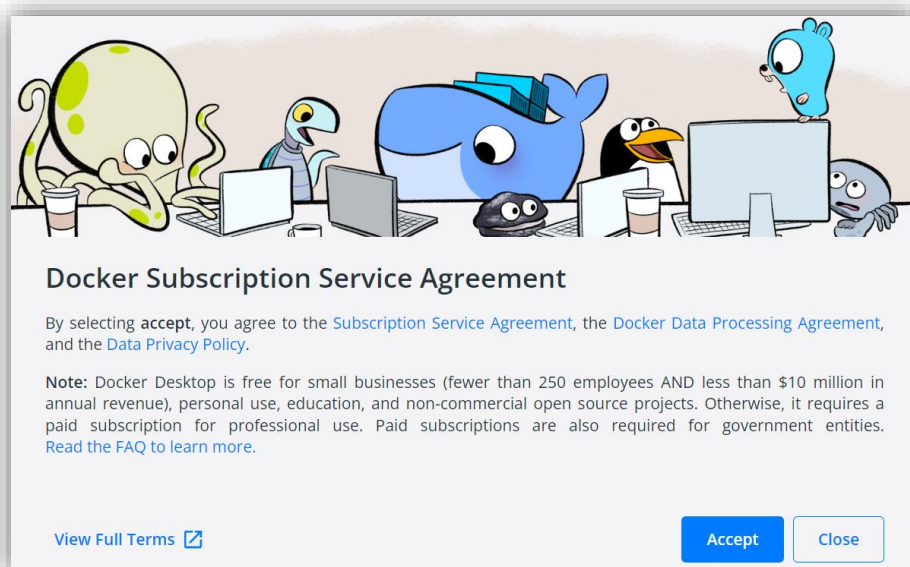 Docker Subscription Service Agreement
By selecting accept, you agree to the Subscription Service Agreement, the Docker Data Processing Agreement,
and the Data Privacy Policy.
Note: Docker Desktop is free for small businesses (fewer than 250 employees AND less than $10 million in
annual revenue), personal use, education, and non-commercial open source projects. Otherwise, it requires a
paid subscription for professional use. Paid subscriptions are also required for government entities.
Read the FAQ to learn more.
View Full Terms
Accept
Close